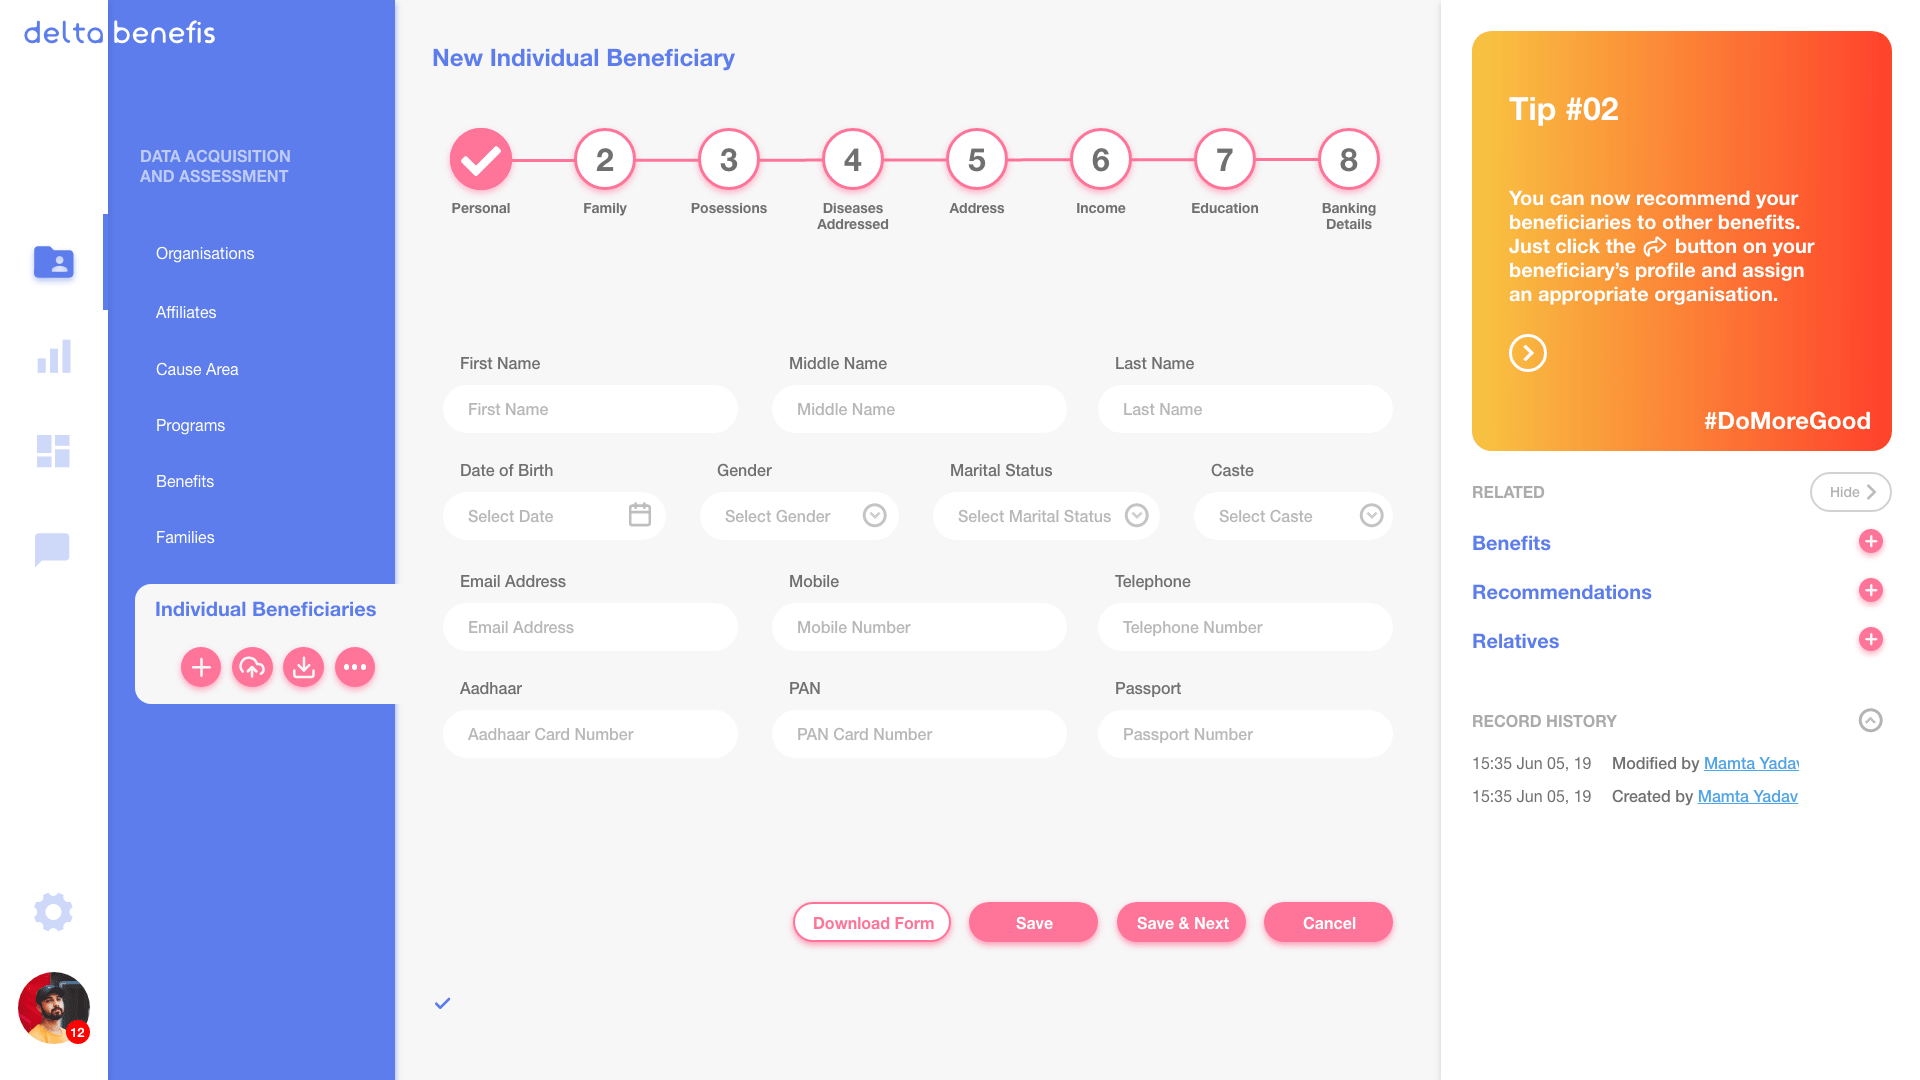 delta benefis
DATA ACQUISITION
AND ASSESSMENT
Organisations
Affiliates
Cause Area
Programs
Benefits
Families
Individual Beneficiaries
12
New Individual Beneficiary
2
3
4
5
6
7
8
Personal
Family
Posessions
Diseases
Addressed
Address
Income
Education
Banking
Details
First Name
Middle Name
Last Name
First Name
Middle Name
Last Name
Date of Birth
Gender
Marital Status
Caste
Select Date
Select Gender
Select Marital Status
Select Caste
Email Address
Mobile
Telephone
Email Address
Mobile Number
Telephone Number
Aadhaar
PAN
Passport
Aadhaar Card Number
PAN Card Number
Passport Number
Download Form
Save
Save & Next
Cancel
Tip #02
You can now recommend your
beneficiaries to other benefits.
Just click the button on your
beneficiary's profile and assign
an appropriate organisation.
#DoMoreGood
RELATED
Hide
Benefits
Recommendations
Relatives
RECORD HISTORY
15:35 Jun 05, 19 Modified by Mamta Yadav
15:35 Jun 05, 19 Created by Mamta Yadav